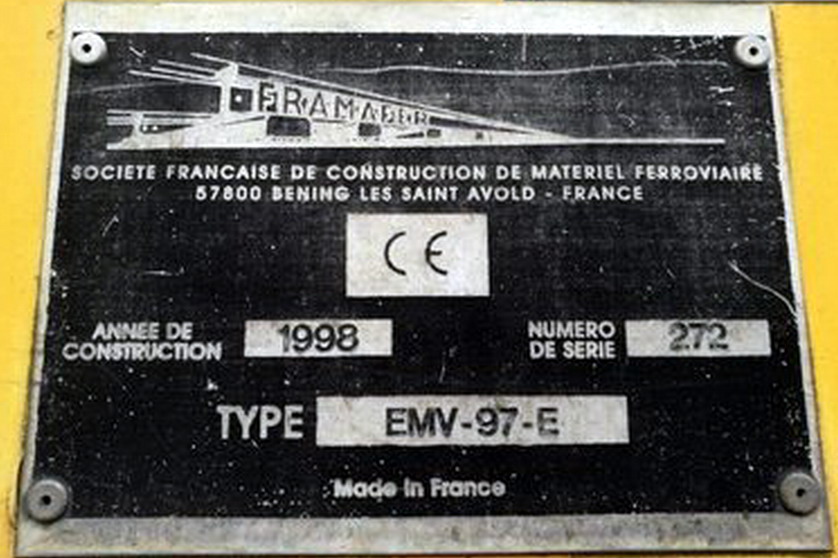 FRAMAFER
SOCIETE FRANCAISE DE CONSTRUCTION DE MATERIEL FERROVIAIRE
57800 BENING LES SAINT AVOLD - FRANCE
CE
ANNEE DE CONSTRUCTION 1998
NUMERO DE SERIE 272
TYPE EMV-97-E
Made in France